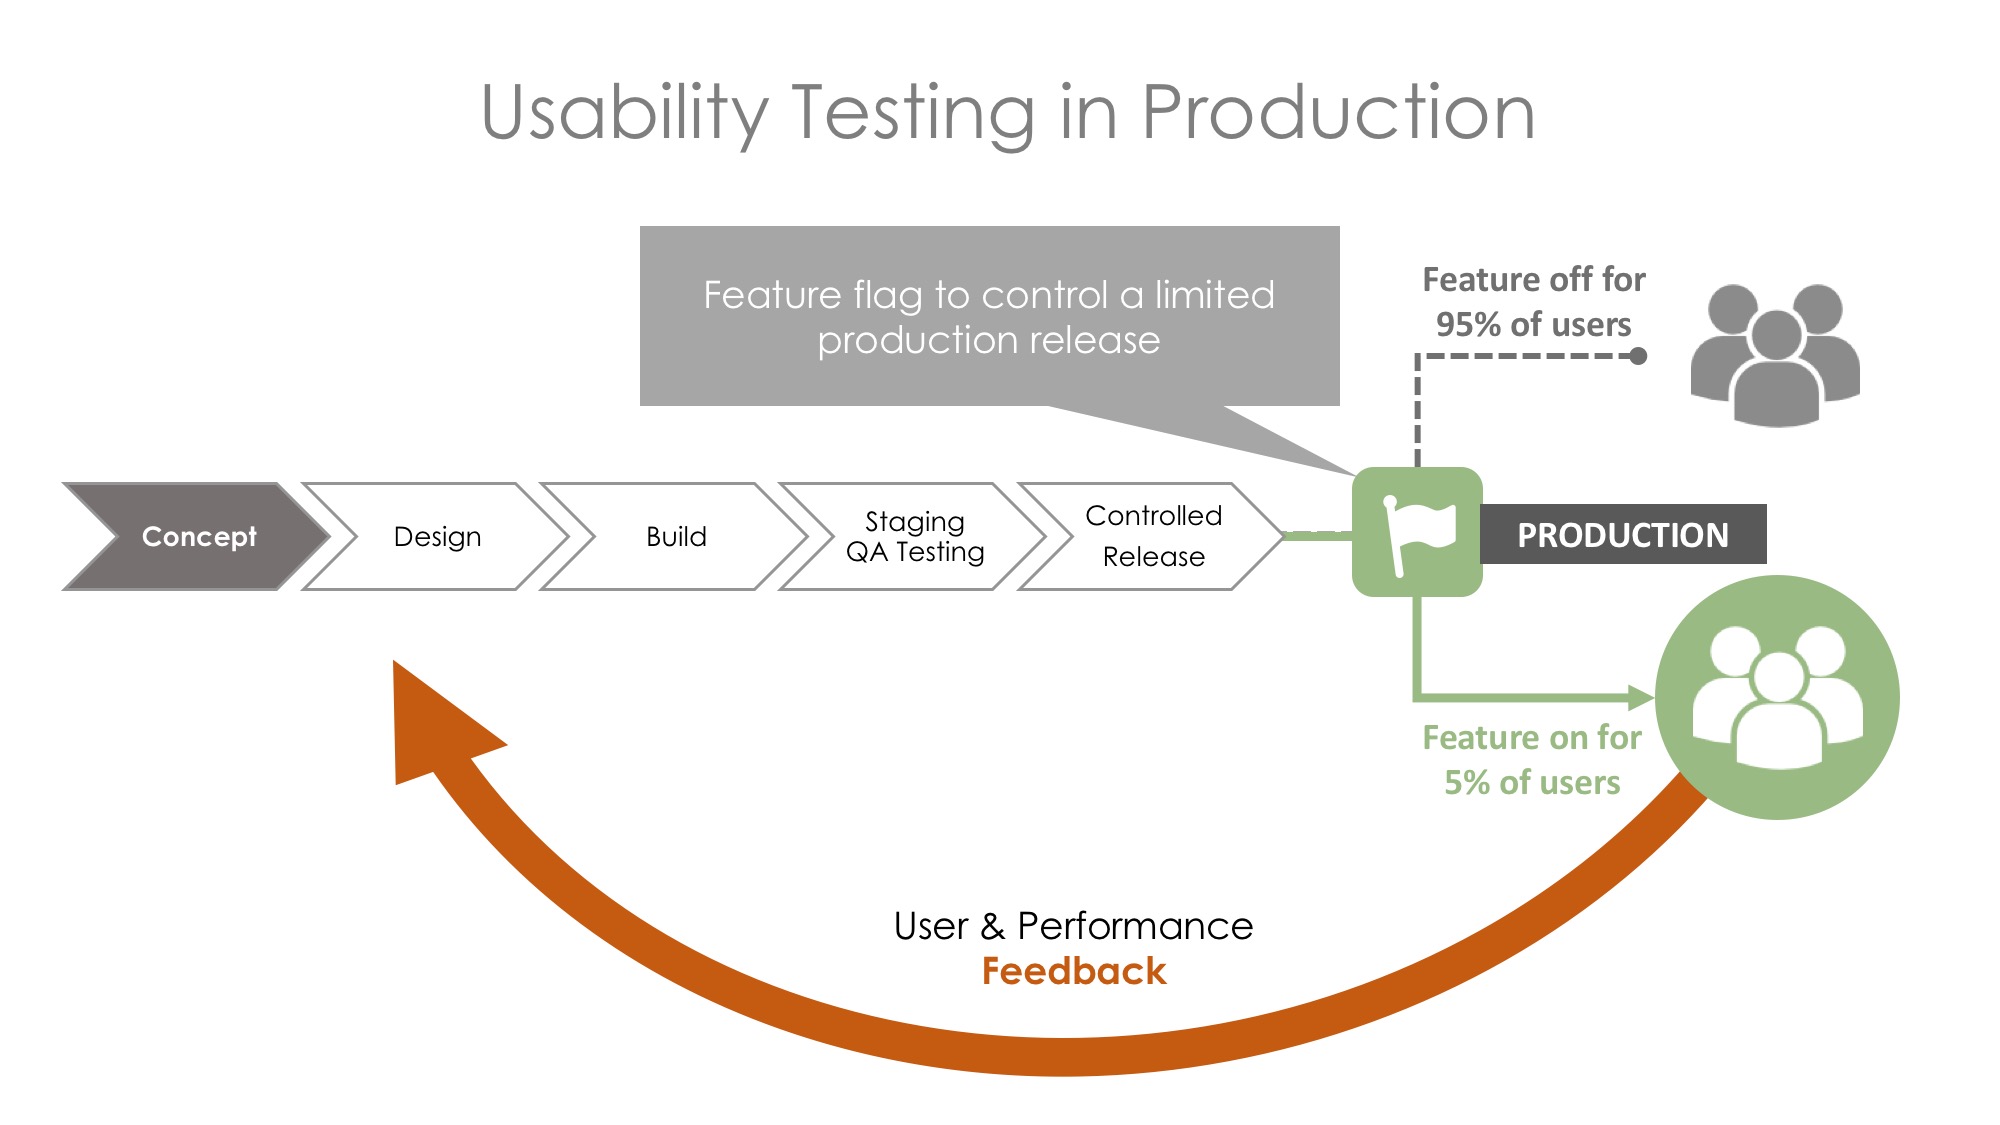 Usability Testing in Production
Feature flag to control a limited
production release
Feature off for
95% of users
Concept
Design
Build
Staging
QA Testing
Controlled
Release
PRODUCTION
Feature on for
5% of users
User & Performance
Feedback